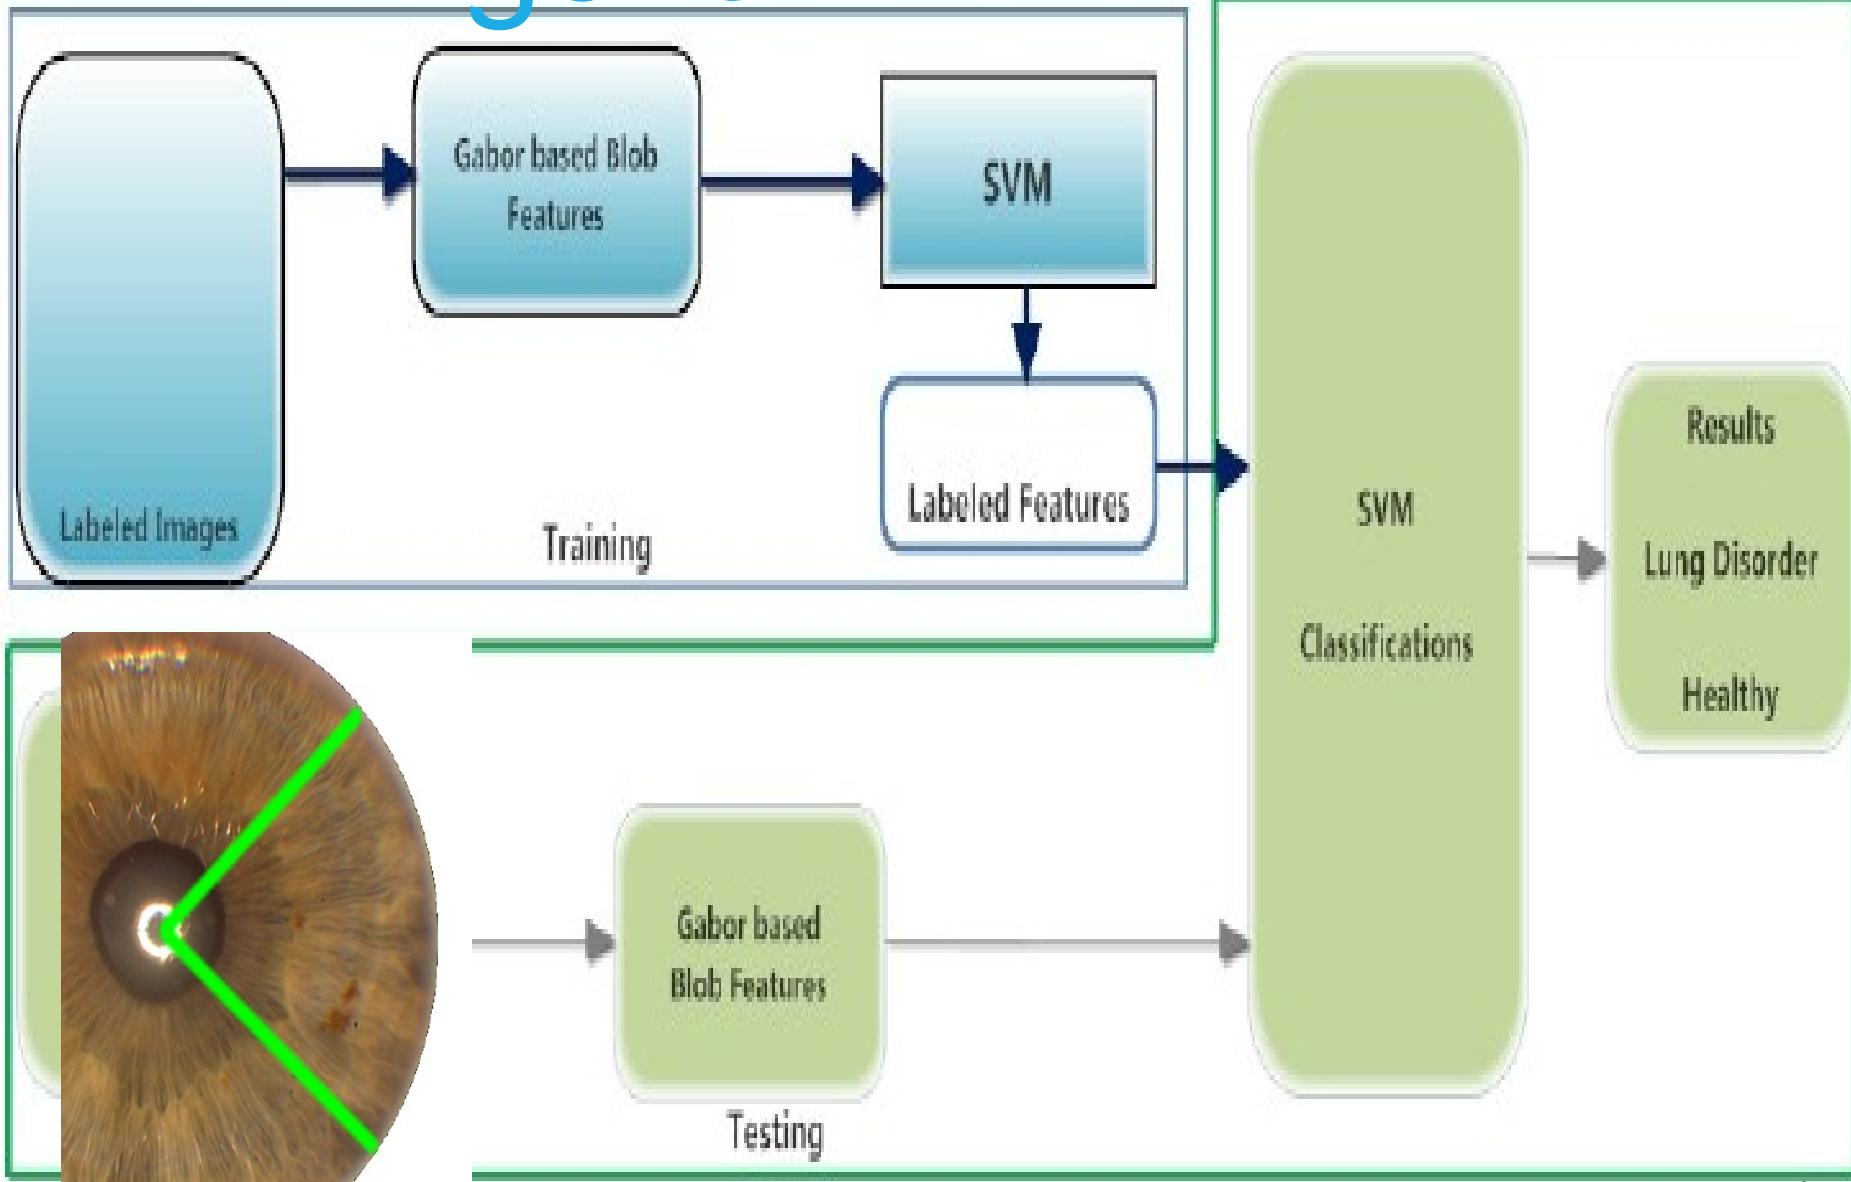 Gabor based Blob
Features
SVM
Labeled Images
Training
Labeled Features
SVM
Classifications
Results
Lung Disorder
Healthy
Gabor based
Blob Features
Testing